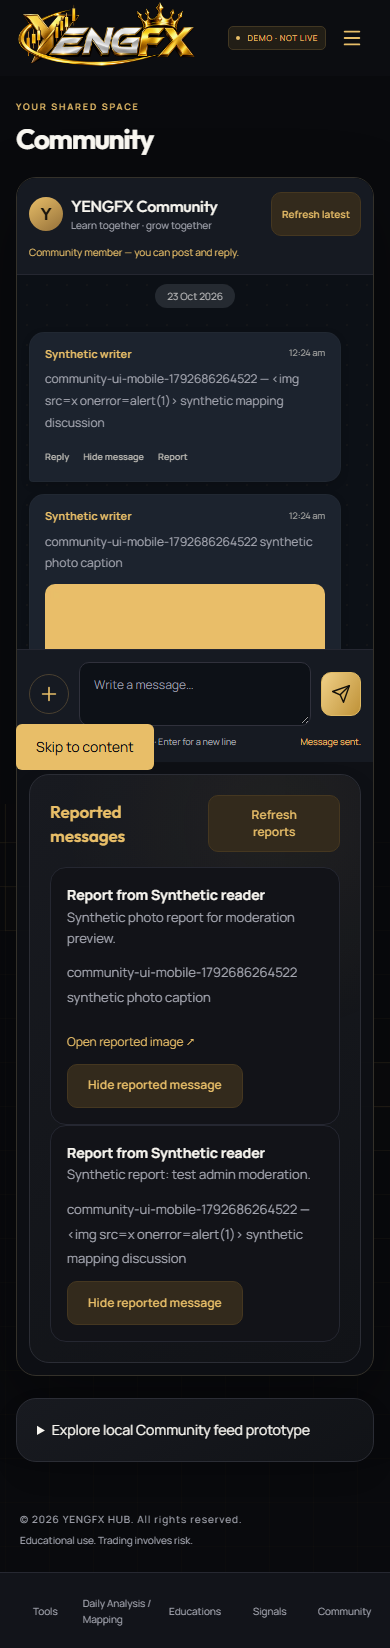 YENGFX
DEMO · NOT LIVE
YOUR SHARED SPACE
Community
Y
YENGFX Community
Learn together · grow together
Refresh latest
Community member — you can post and reply.
23 Oct 2026
Synthetic writer
12:24 am
community-ui-mobile-1792686264522 — <img
src=x onerror=alert(1)> synthetic mapping
discussion
Reply
Hide message
Report
Synthetic writer
12:24 am
community-ui-mobile-1792686264522 synthetic
photo caption
Write a message...
Skip to content
· Enter for a new line
Message sent.
Reported
messages
Refresh
reports
Report from Synthetic reader
Synthetic photo report for moderation
preview.
community-ui-mobile-1792686264522
synthetic photo caption
Open reported image ↗
Hide reported message
Report from Synthetic reader
Synthetic report: test admin moderation.
community-ui-mobile-1792686264522 —
<img src=x onerror=alert(1)> synthetic
mapping discussion
Hide reported message
Explore local Community feed prototype
© 2026 YENGFX HUB. All rights reserved.
Educational use. Trading involves risk.
Tools
Daily Analysis /
Mapping
Educations
Signals
Community